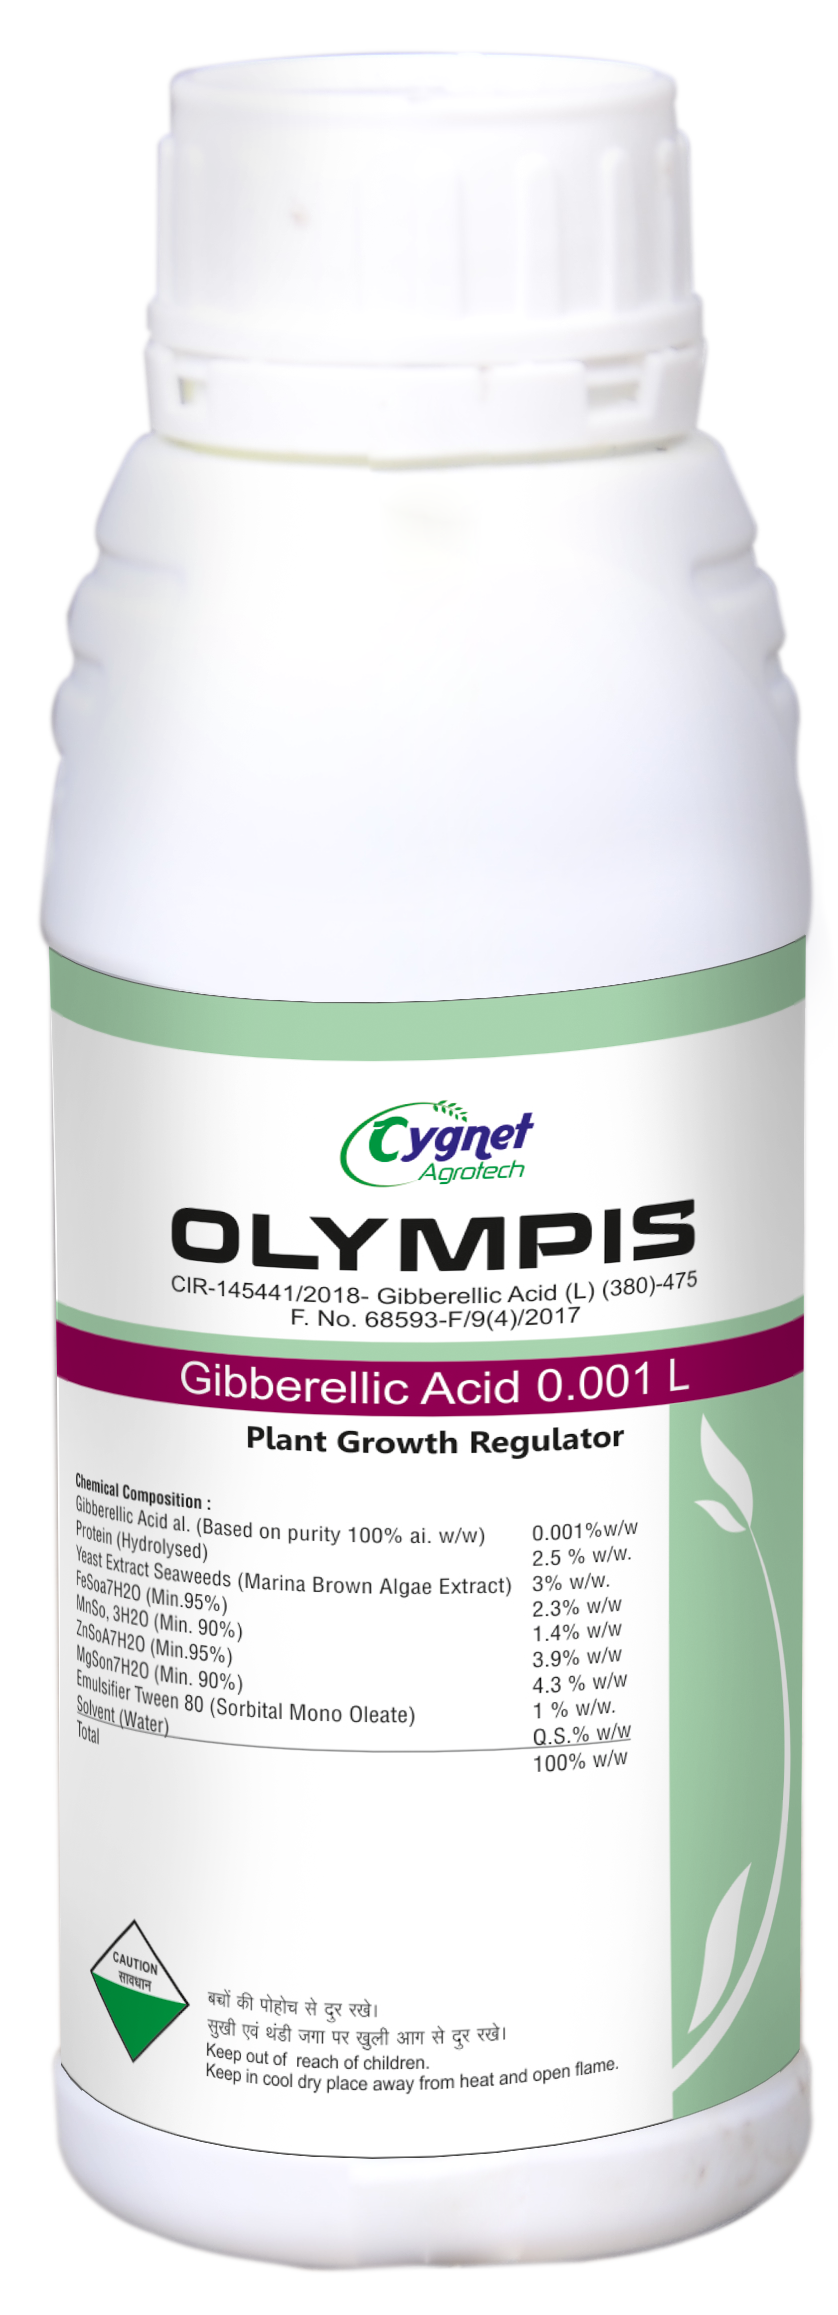 Cygnet
Agrotech
OLYMPIS
CIR-145441/2018- Gibberellic Acid (L) (380)-475
F. No. 68593-F/9(4)/2017
Gibberellic Acid 0.001 L
Plant Growth Regulator
Chemical Composition :
Gibberellic Acid al. (Based on purity 100% ai. w/w) 0.001%w/w
Protein (Hydrolysed) 2.5 % w/w.
Yeast Extract Seaweeds (Marina Brown Algae Extract) 3% w/w.
FeSoa7H2O (Min.95%) 2.3% w/w
MnSo, 3H2O (Min. 90%) 1.4% w/w
ZnSoA7H2O (Min.95%) 3.9% w/w
MgSon7H2O (Min. 90%) 4.3 % w/w
Emulsifier Tween 80 (Sorbital Mono Oleate) 1 % w/w.
Solvent (Water) Q.S.% w/w
Total 100% w/w
CAUTION
सावधान
बचों की पोहोच से दुर रखे।
सुखी एवं थंडी जगा पर खुली आग से दुर रखे।
Keep out of reach of children.
Keep in cool dry place away from heat and open flame.